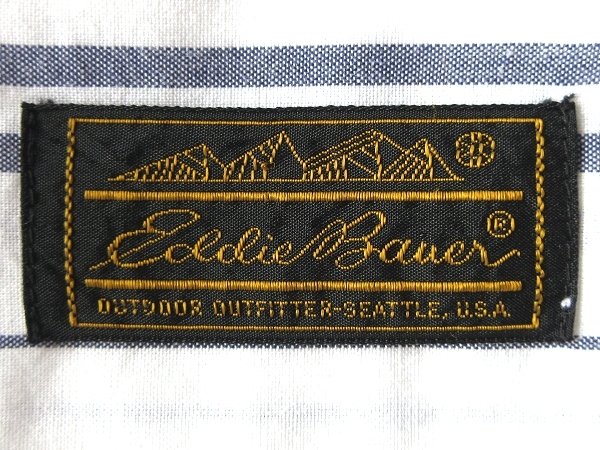 Eddie Bauer®
OUTDOOR OUTFITTER-SEATTLE, U.S.A.